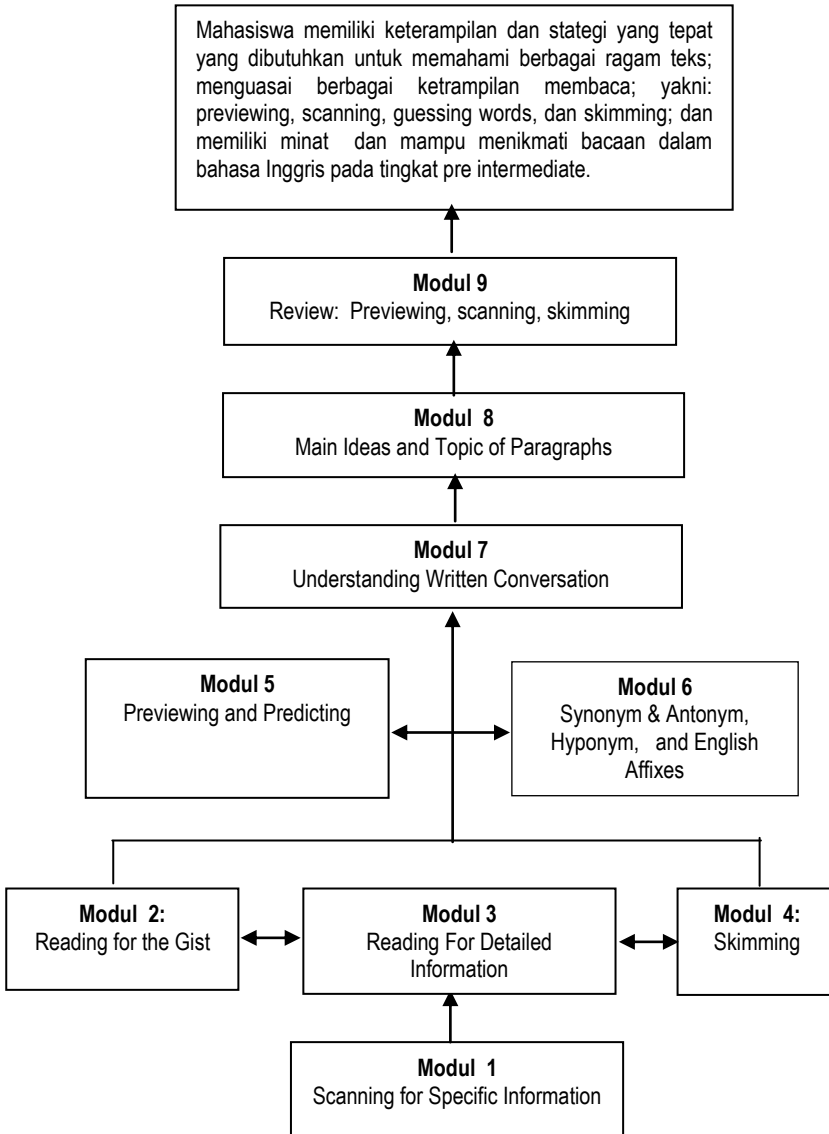 Mahasiswa memiliki keterampilan dan stategi yang tepat
yang dibutuhkan untuk memahami berbagai ragam teks;
menguasai berbagai ketrampilan membaca; yakni:
previewing, scanning, guessing words, dan skimming; dan
memiliki minat dan mampu menikmati bacaan dalam
bahasa Inggris pada tingkat pre intermediate.
Modul 9
Review: Previewing, scanning, skimming
Modul 8
Main Ideas and Topic of Paragraphs
Modul 7
Understanding Written Conversation
Modul 5
Previewing and Predicting
Modul 6
Synonym & Antonym,
Hyponym, and English
Affixes
Modul 2:
Reading for the Gist
Modul 3
Reading For Detailed
Information
Modul 4:
Skimming
Modul 1
Scanning for Specific Information